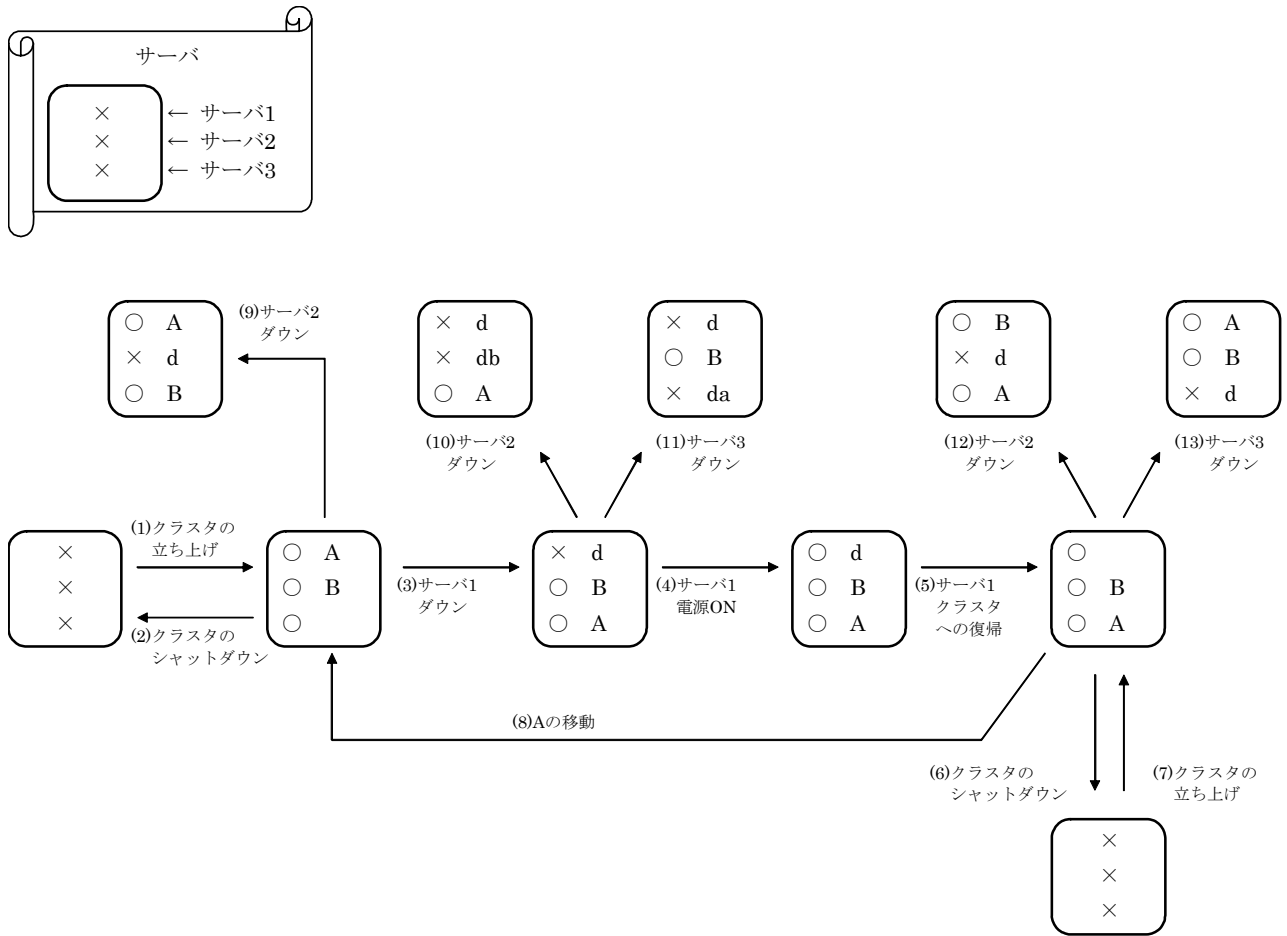 サーバ
× ← サーバ1
× ← サーバ2
× ← サーバ3
○ A
× d
○ B
(9)サーバ2
ダウン
× d
× db
○ A
(10)サーバ2
ダウン
× d
○ B
× da
(11)サーバ3
ダウン
○ B
× d
○ A
(12)サーバ2
ダウン
○ A
○ B
× d
(13)サーバ3
ダウン
×
×
×
(1)クラスタの
立ち上げ
(2)クラスタの
シャットダウン
○ A
○ B
○
(3)サーバ1
ダウン
× d
○ B
○ A
(4)サーバ1
電源ON
○ d
○ B
○ A
(5)サーバ1
クラスタ
への復帰
○
○ B
○ A
(8)Aの移動
(6)クラスタの
シャットダウン
(7)クラスタの
立ち上げ
×
×
×